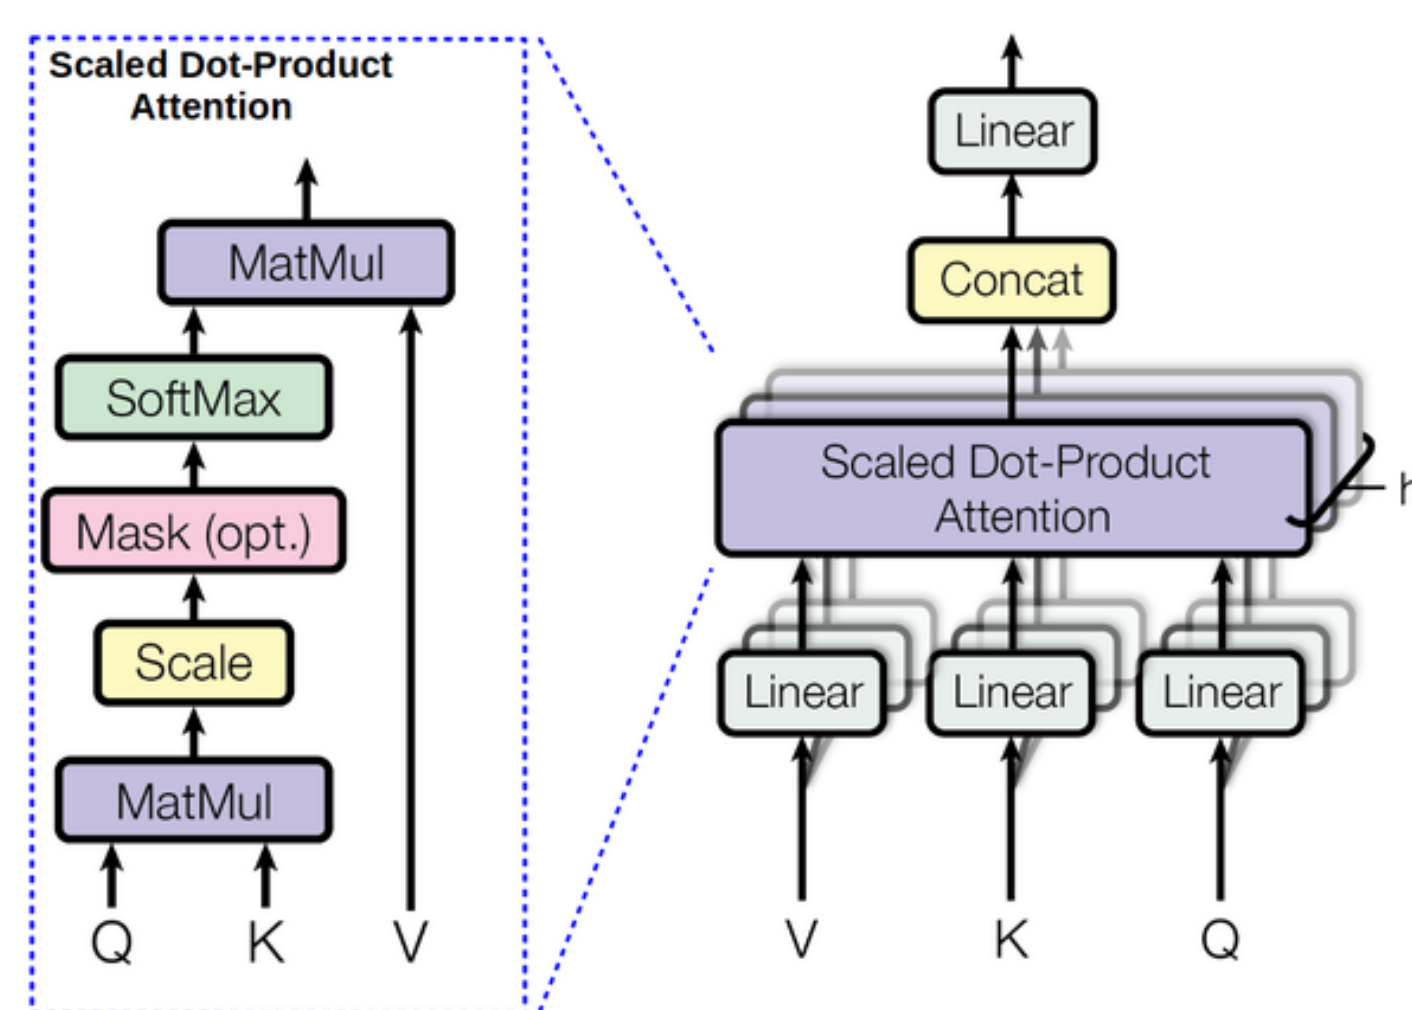 Scaled Dot-Product
Attention
MatMul
SoftMax
Mask (opt.)
Scale
MatMul
Q K V
Linear
Concat
Scaled Dot-Product
Attention
Linear Linear Linear
V K Q